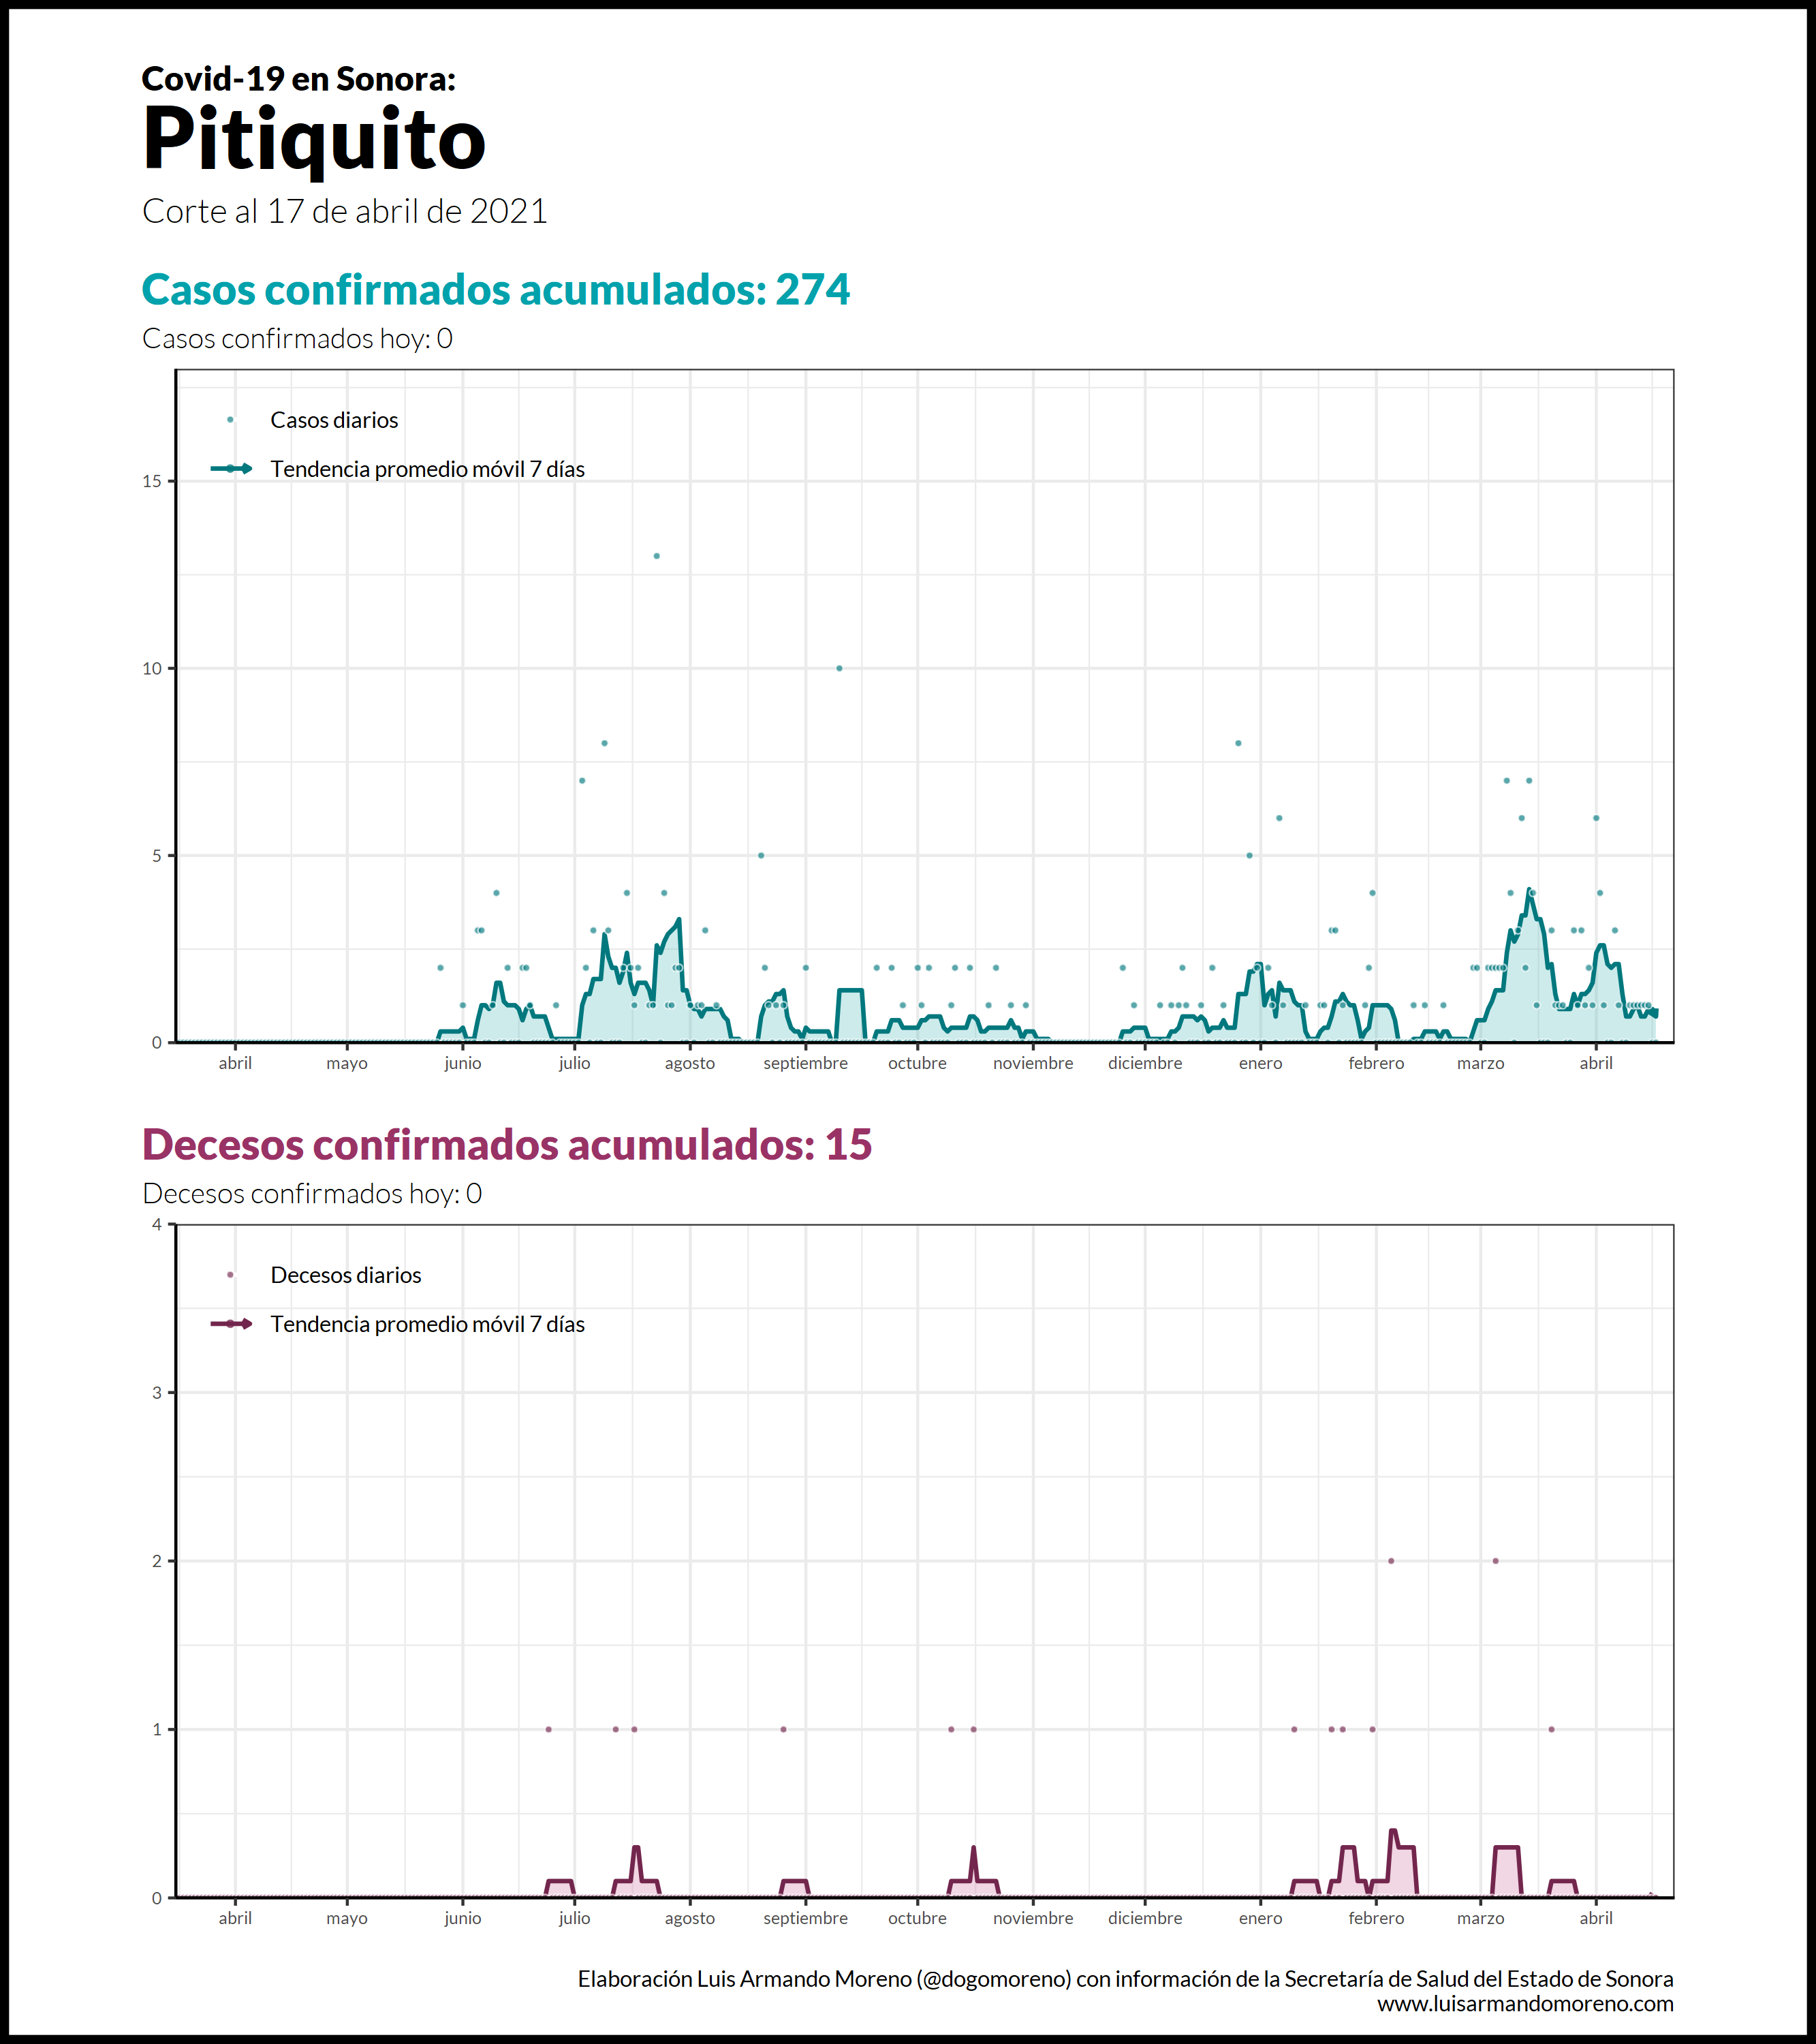 Covid-19 en Sonora:
Pitiquito
Corte al 17 de abril de 2021
Casos confirmados acumulados: 274
Casos confirmados hoy: 0
Casos diarios
Tendencia promedio móvil 7 días
15
10
5
0
abril mayo junio julio agosto septiembre octubre noviembre diciembre enero febrero marzo abril
Decesos confirmados acumulados: 15
Decesos confirmados hoy: 0
4
Decesos diarios
Tendencia promedio móvil 7 días
3
2
1
0
abril mayo junio julio agosto septiembre octubre noviembre diciembre enero febrero marzo abril
Elaboración Luis Armando Moreno (@dogomoreno) con información de la Secretaría de Salud del Estado de Sonora
www.luisarmandomoreno.com